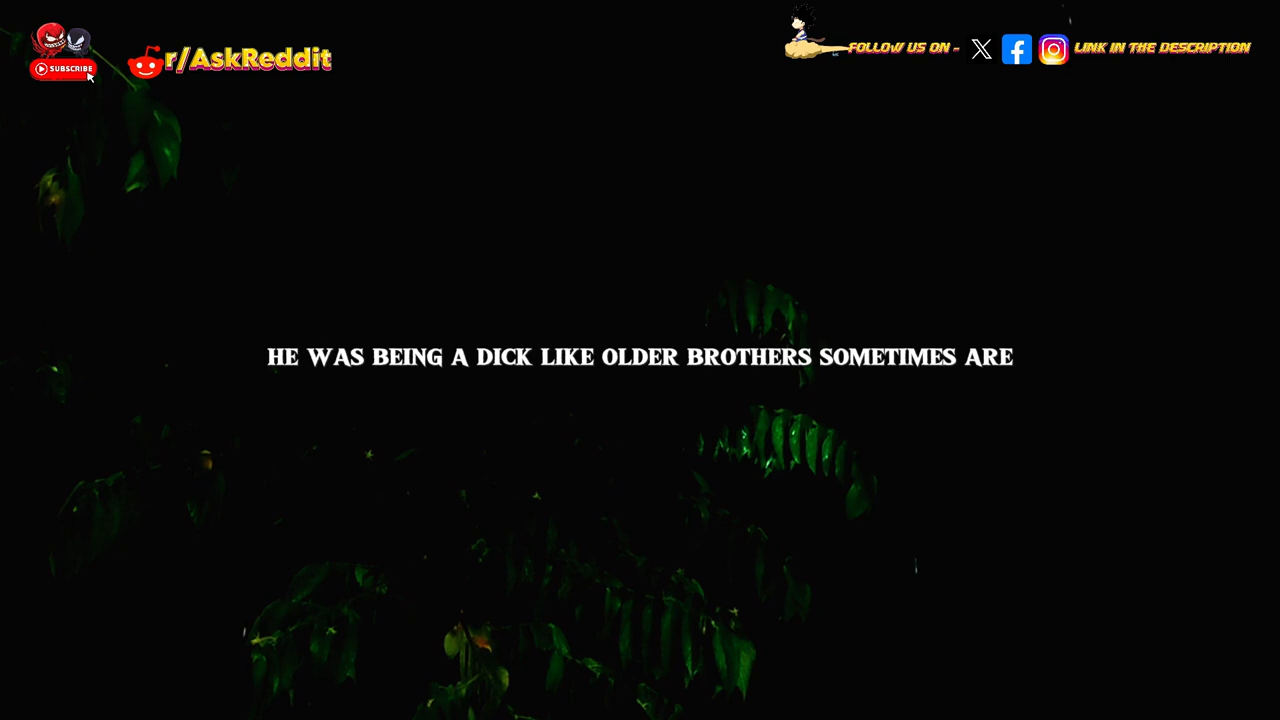 SUBSCRIBE
r/AskReddit
FOLLOW US ON -
LINK IN THE DESCRIPTION
HE WAS BEING A DICK LIKE OLDER BROTHERS SOMETIMES ARE